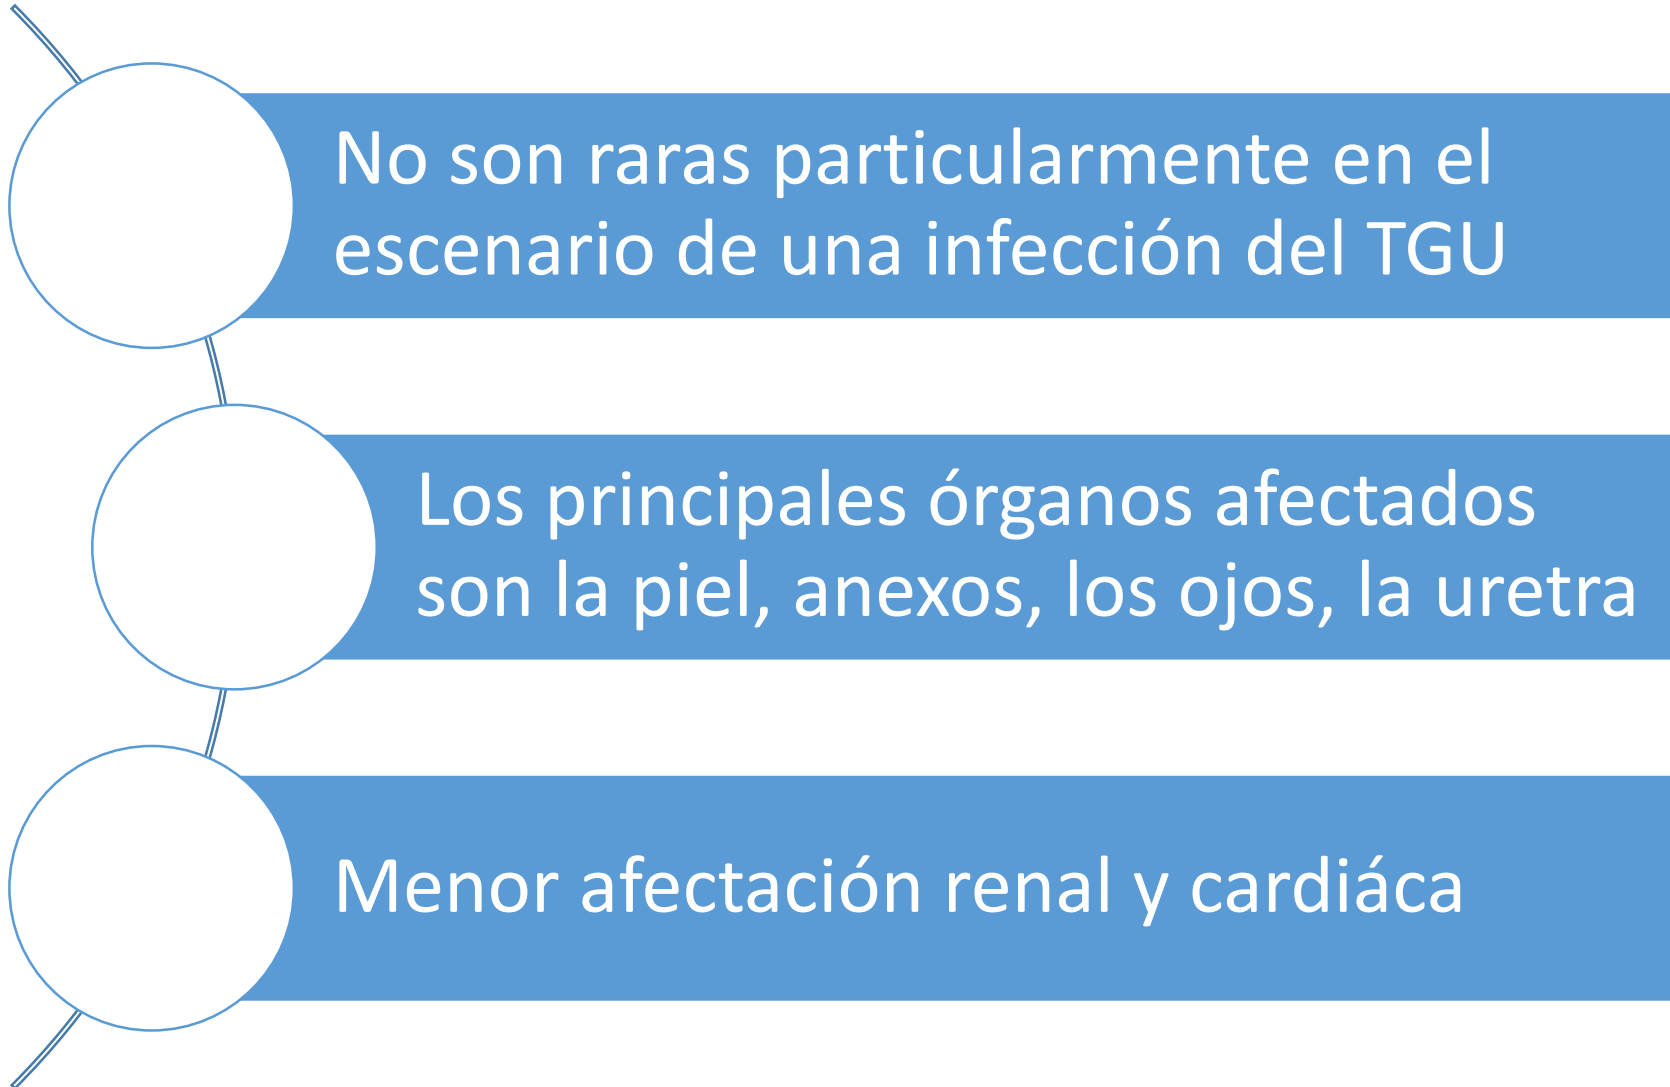 No son raras particularmente en el
escenario de una infección del TGU
Los principales órganos afectados
son la piel, anexos, los ojos, la uretra
Menor afectación renal y cardiáca